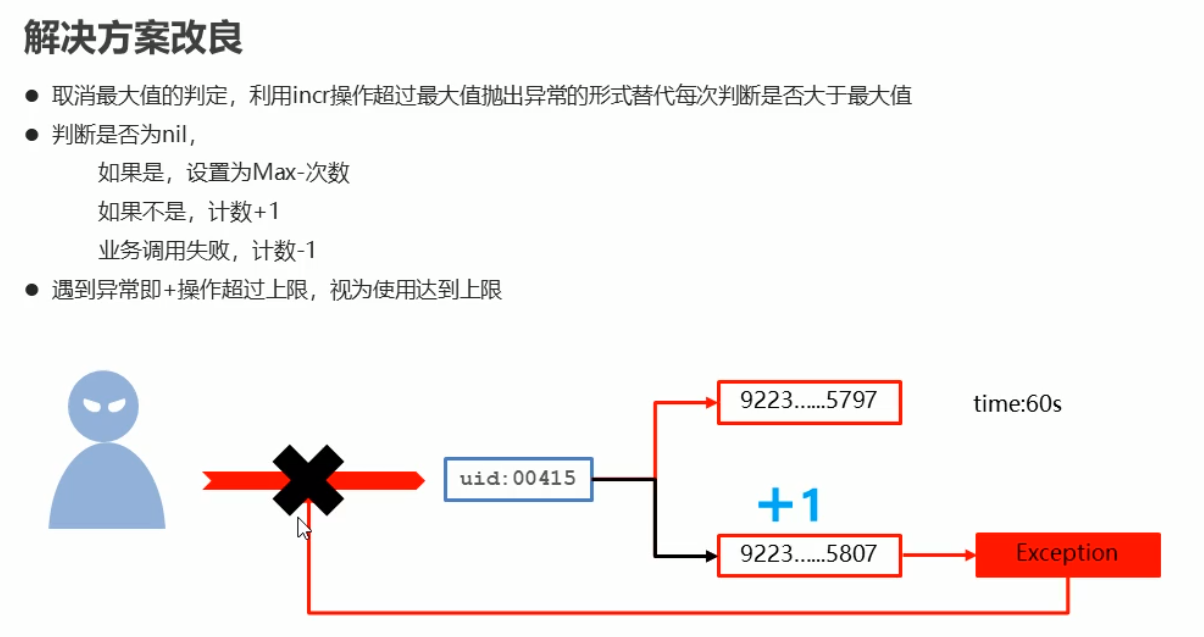 解决方案改良
● 取消最大值的判定，利用incr操作超过最大值抛出异常的形式替代每次判断是否大于最大值
● 判断是否为nil，
如果是，设置为Max-次数
如果不是，计数+1
业务调用失败，计数-1
● 遇到异常即+操作超过上限，视为使用达到上限
9223……5797
time:60s
uid:00415
+1
9223……5807
Exception